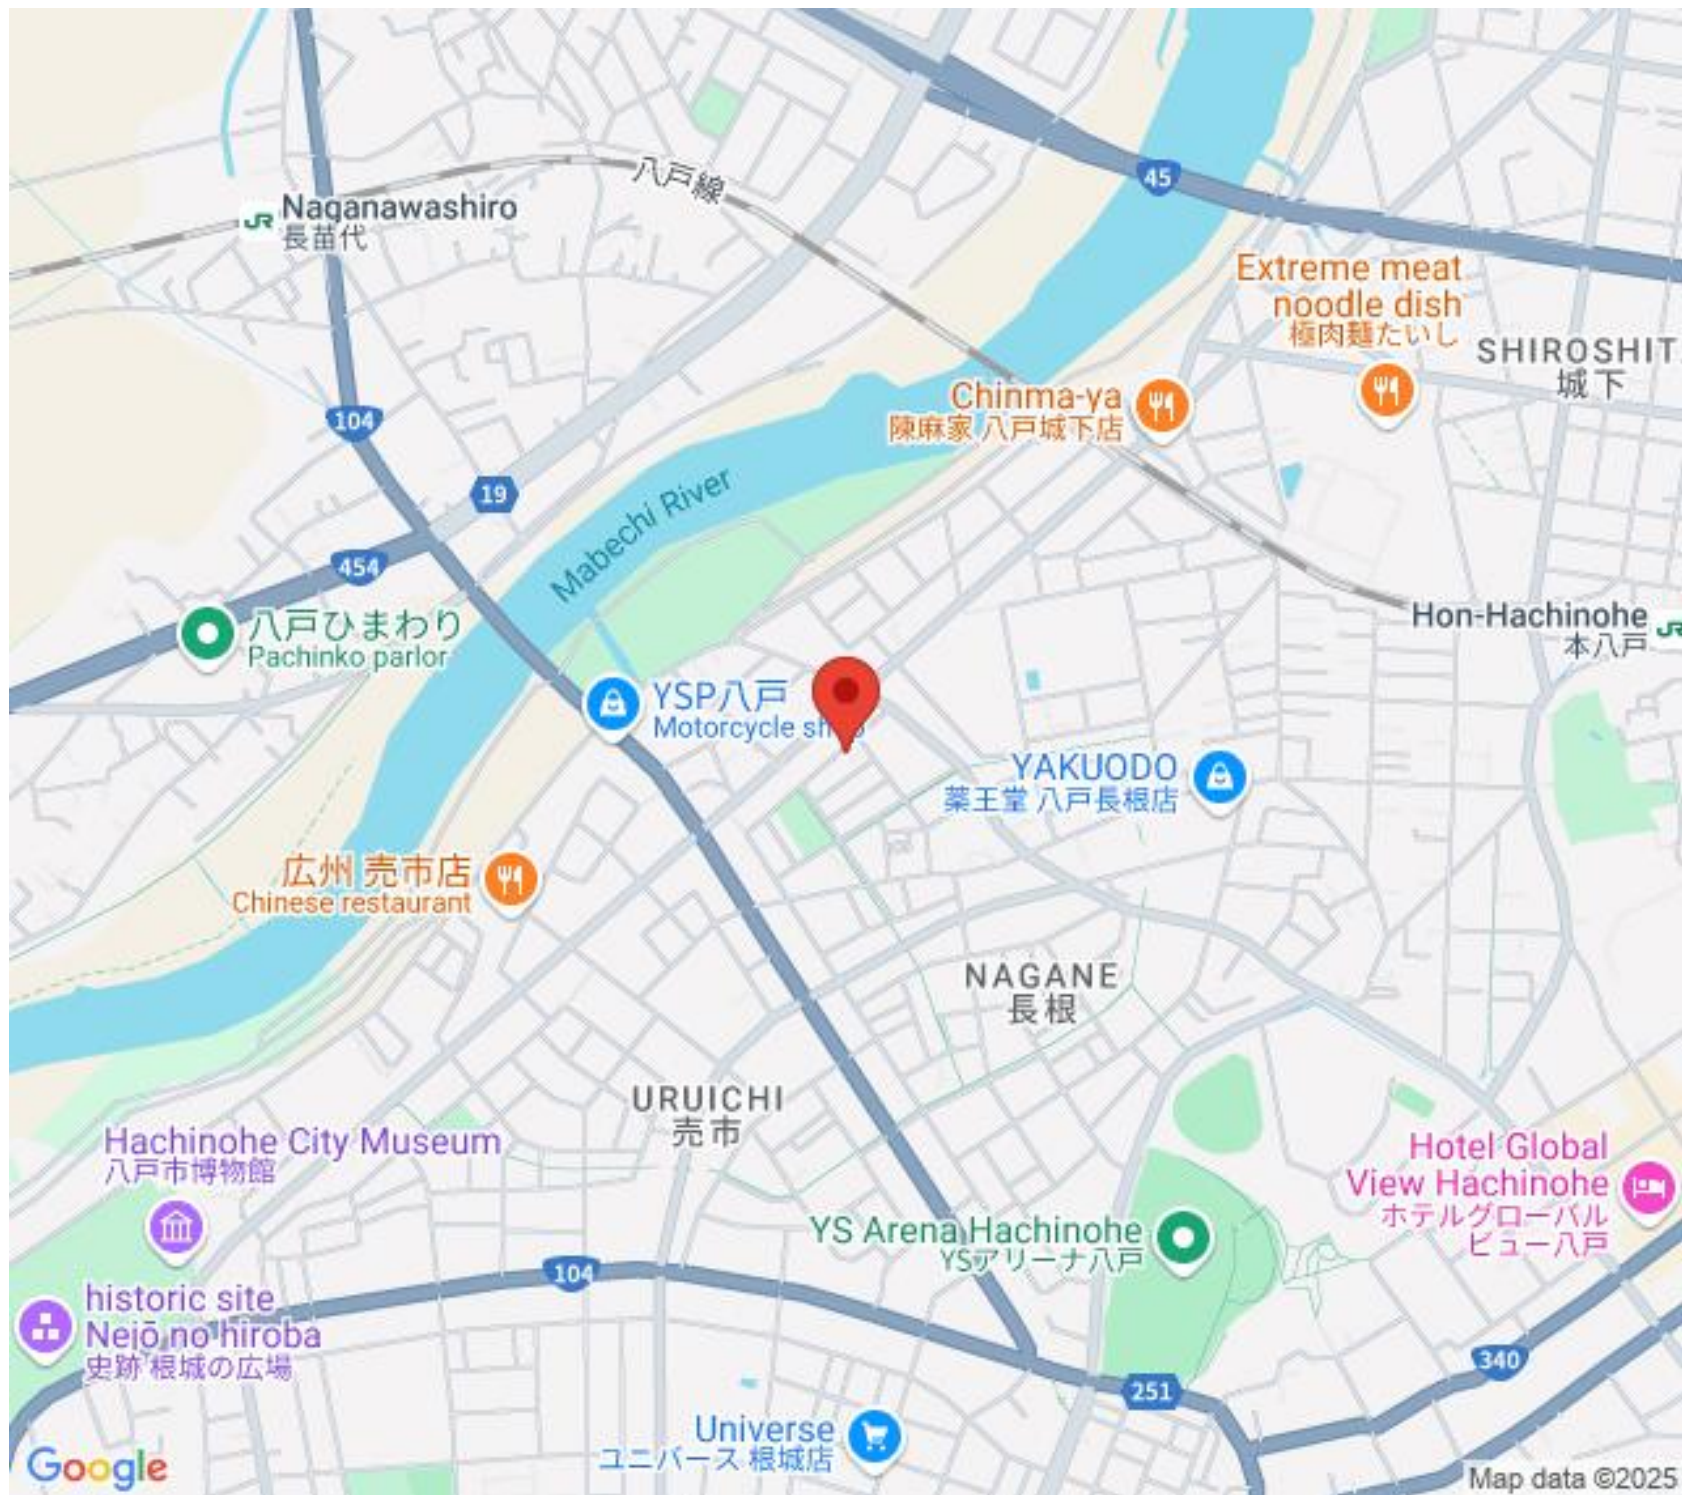 45
八戸線
Naganawashiro
長苗代
Extreme meat
noodle dish
極肉麺たいし
SHIROSHIT
城下
Chinma-ya
陳麻家 八戸城下店
104
19
Mabechi River
454
八戸ひまわり
Pachinko parlor
Hon-Hachinohe
本八戸
JR
JR
YSP八戸
Motorcycle shop
YAKUODO
薬王堂 八戸長根店
広州 売市店
Chinese restaurant
NAGANE
長根
URUICHI
売市
Hachinohe City Museum
八戸市博物館
Hotel Global
View Hachinohe
ホテルグローバル
ビュー八戸
YS Arena Hachinohe
YSアリーナ八戸
104
historic site
Nejō no hiroba
史跡 根城の広場
340
251
Universe
ユニバース 根城店
Google
Map data ©2025